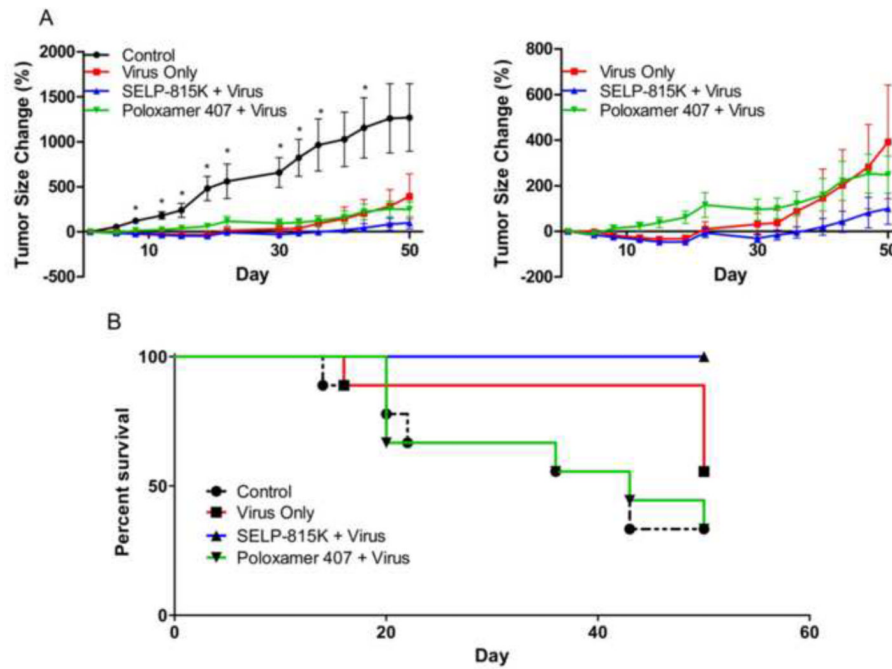 A
Tumor Size Change (%)
2000
1500
1000
500
0
-500
Control
Virus Only
SELP-815K + Virus
Poloxamer 407 + Virus
* * * * * * * *
10
30
50
Day
Tumor Size Change (%)
800
600
400
200
0
-200
Virus Only
SELP-815K + Virus
Poloxamer 407 + Virus
10
30
50
Day
B
Percent survival
100
50
0
Control
Virus Only
SELP-815K + Virus
Poloxamer 407 + Virus
0
20
40
60
Day